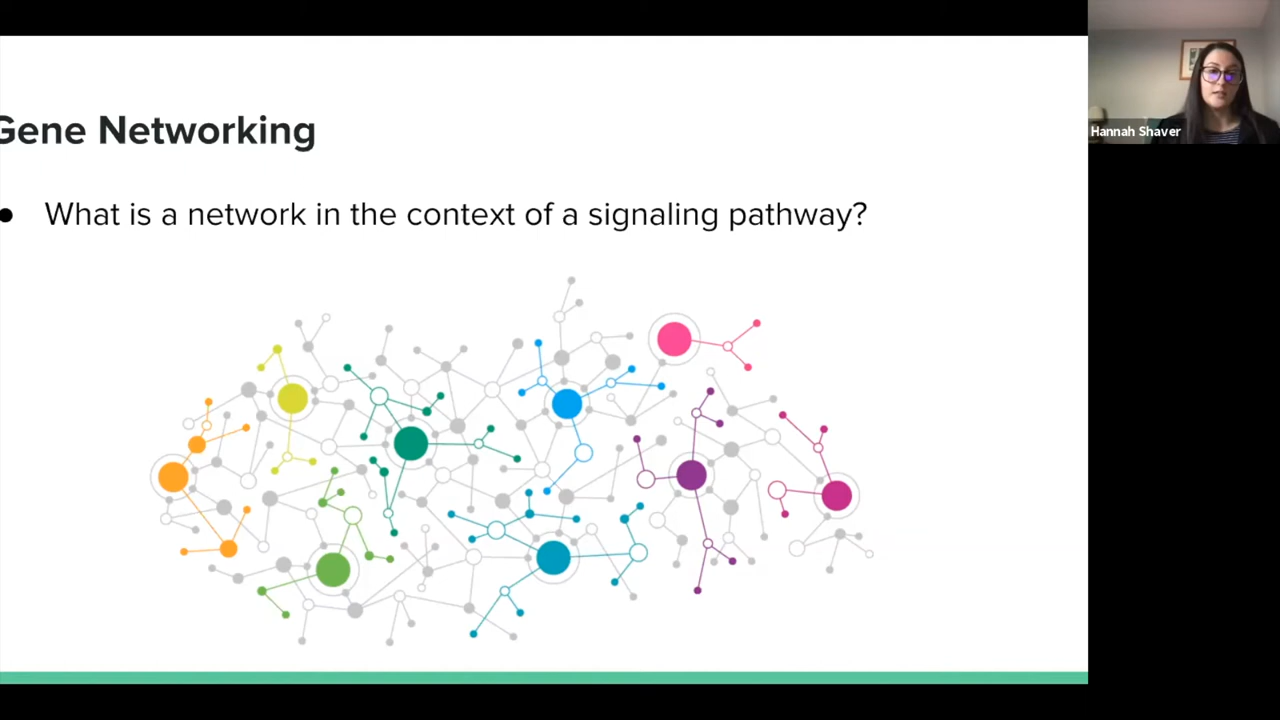 Gene Networking
● What is a network in the context of a signaling pathway?
Hannah Shaver